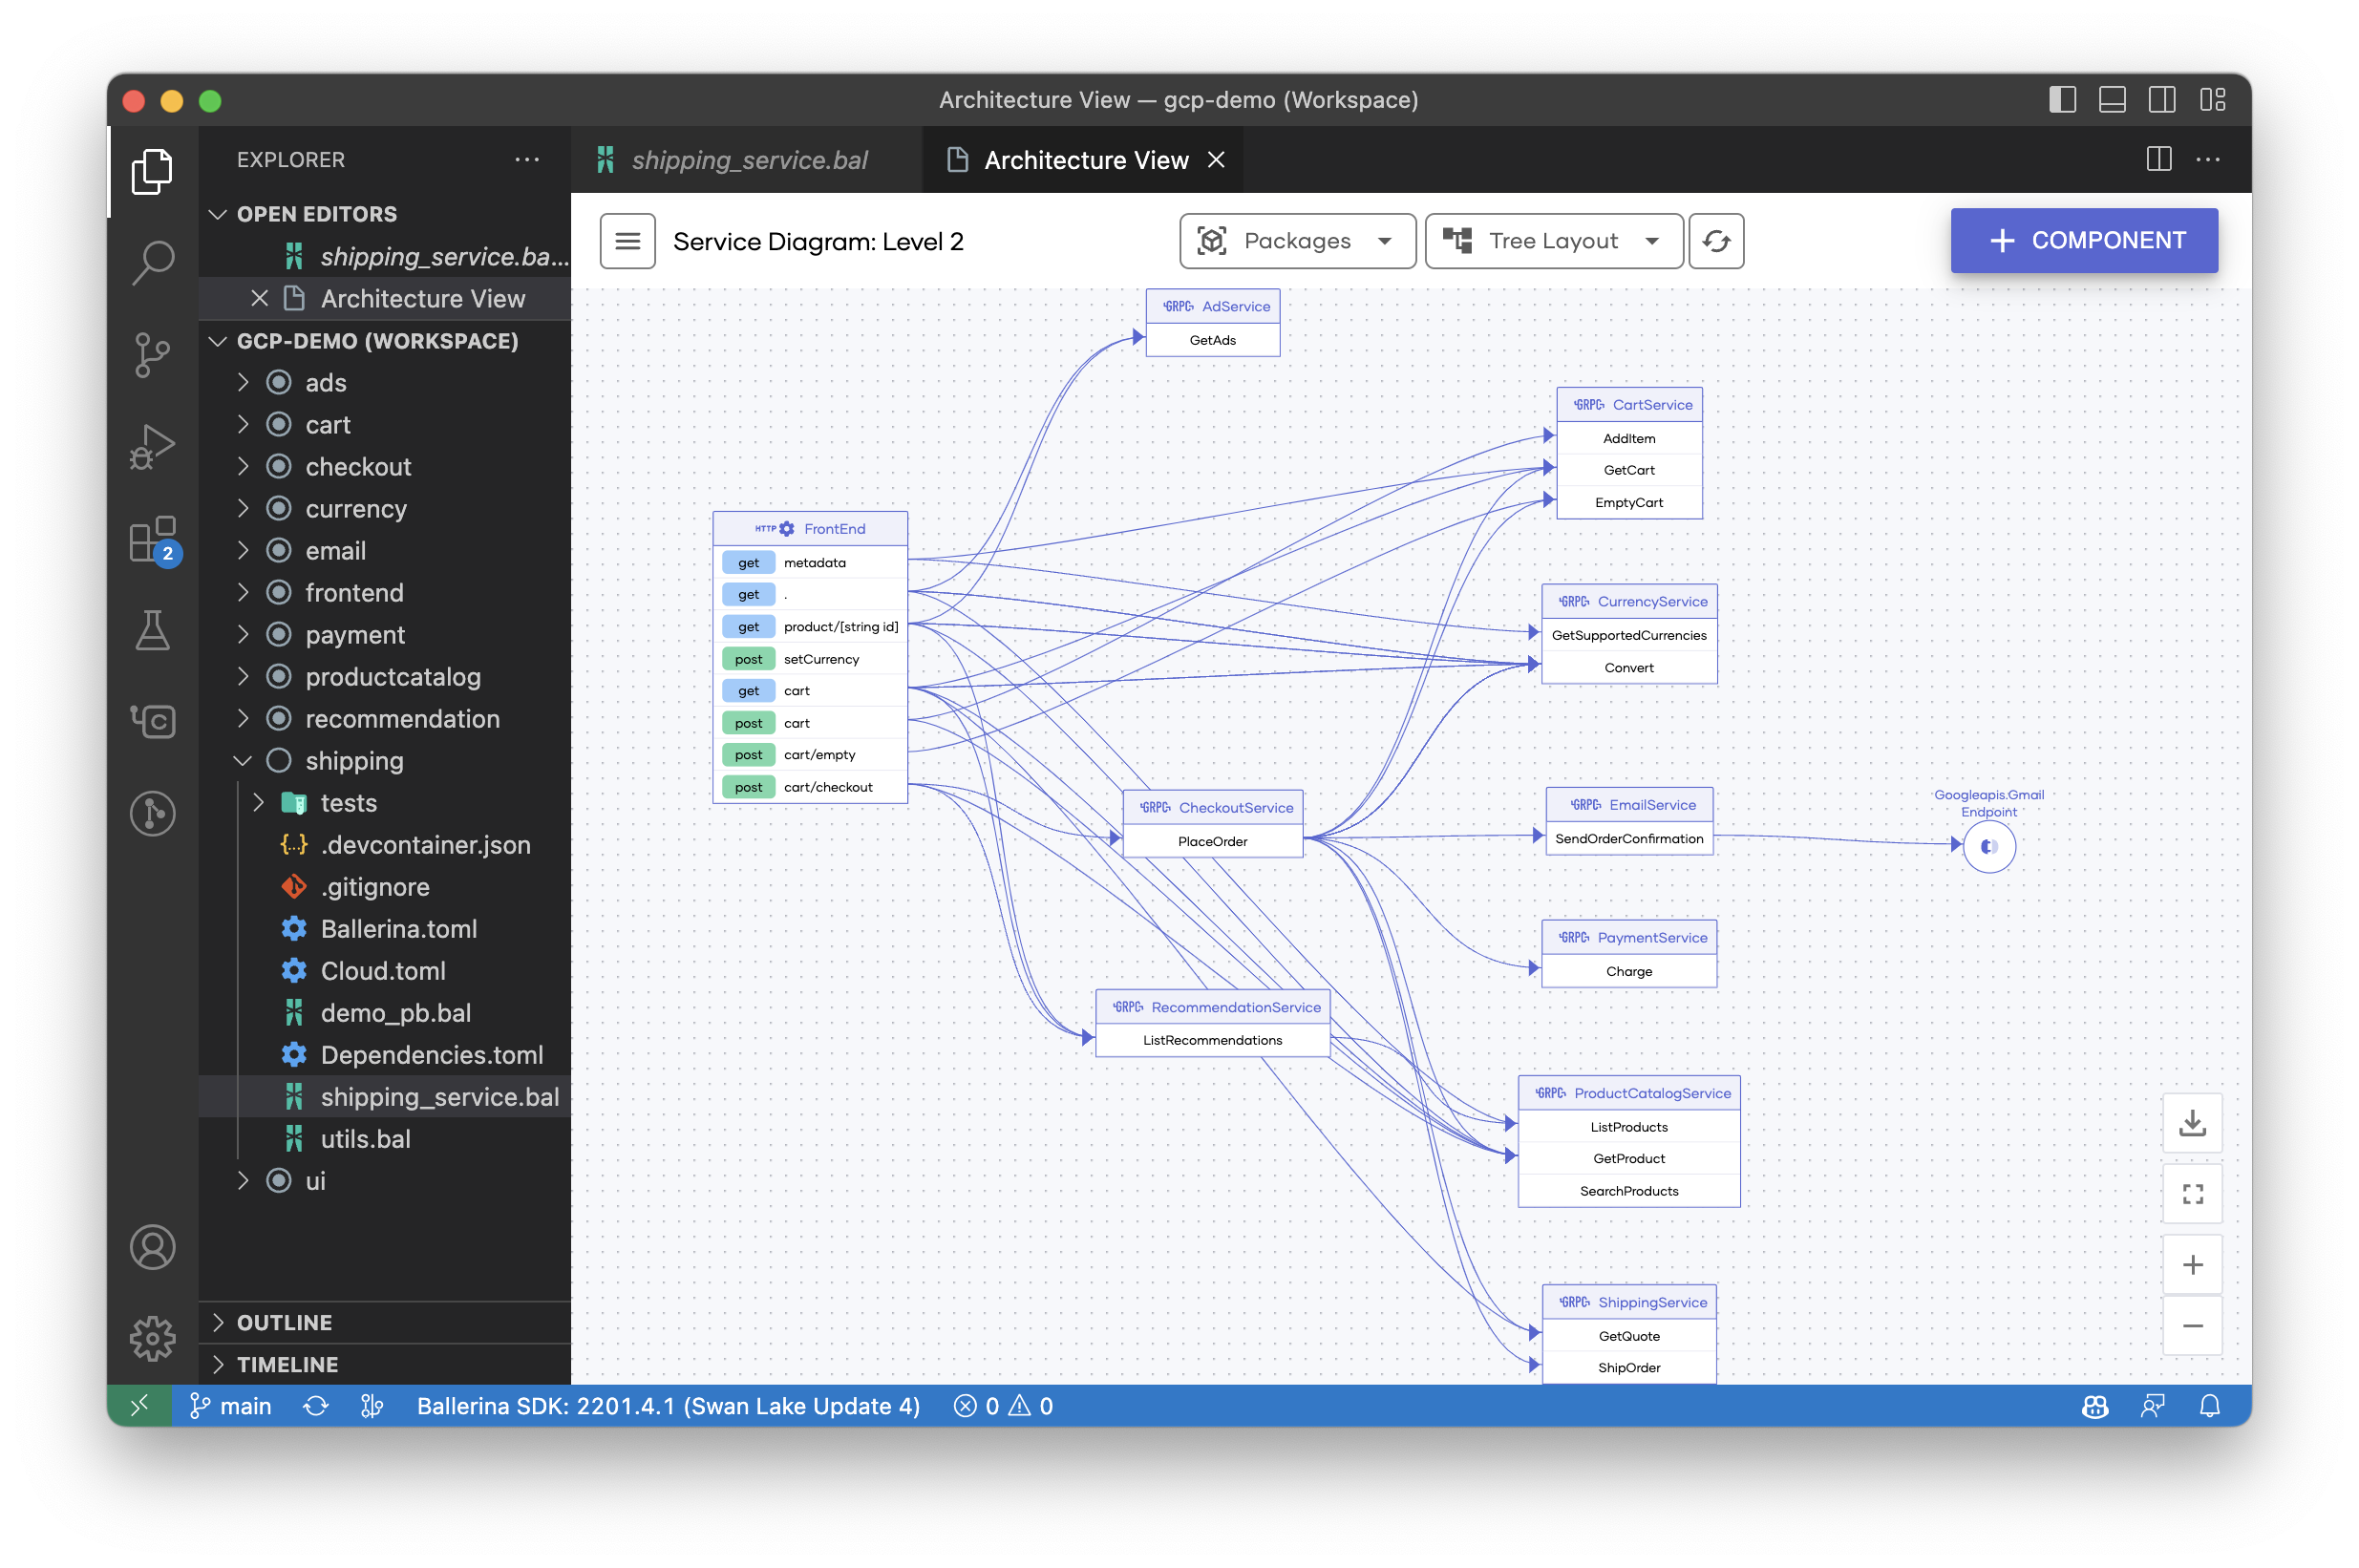 Architecture View — gcp-demo (Workspace)
EXPLORER
OPEN EDITORS
shipping_service.ba...
Architecture View
GCP-DEMO (WORKSPACE)
ads
cart
checkout
currency
email
frontend
payment
productcatalog
recommendation
shipping
tests
.devcontainer.json
.gitignore
Ballerina.toml
Cloud.toml
demo_pb.bal
Dependencies.toml
shipping_service.bal
utils.bal
ui
OUTLINE
TIMELINE
2
shipping_service.bal
Architecture View
Service Diagram: Level 2
Packages
Tree Layout
+ COMPONENT
GRPC AdService
GetAds
GRPC CartService
AddItem
GetCart
EmptyCart
HTTP FrontEnd
get metadata
get .
get product/[string id]
post setCurrency
get cart
post cart
post cart/empty
post cart/checkout
GRPC CurrencyService
GetSupportedCurrencies
Convert
GRPC CheckoutService
PlaceOrder
GRPC EmailService
SendOrderConfirmation
Googleapis.Gmail
Endpoint
GRPC PaymentService
Charge
GRPC RecommendationService
ListRecommendations
GRPC ProductCatalogService
ListProducts
GetProduct
SearchProducts
GRPC ShippingService
GetQuote
ShipOrder
main
Ballerina SDK: 2201.4.1 (Swan Lake Update 4)
0
0